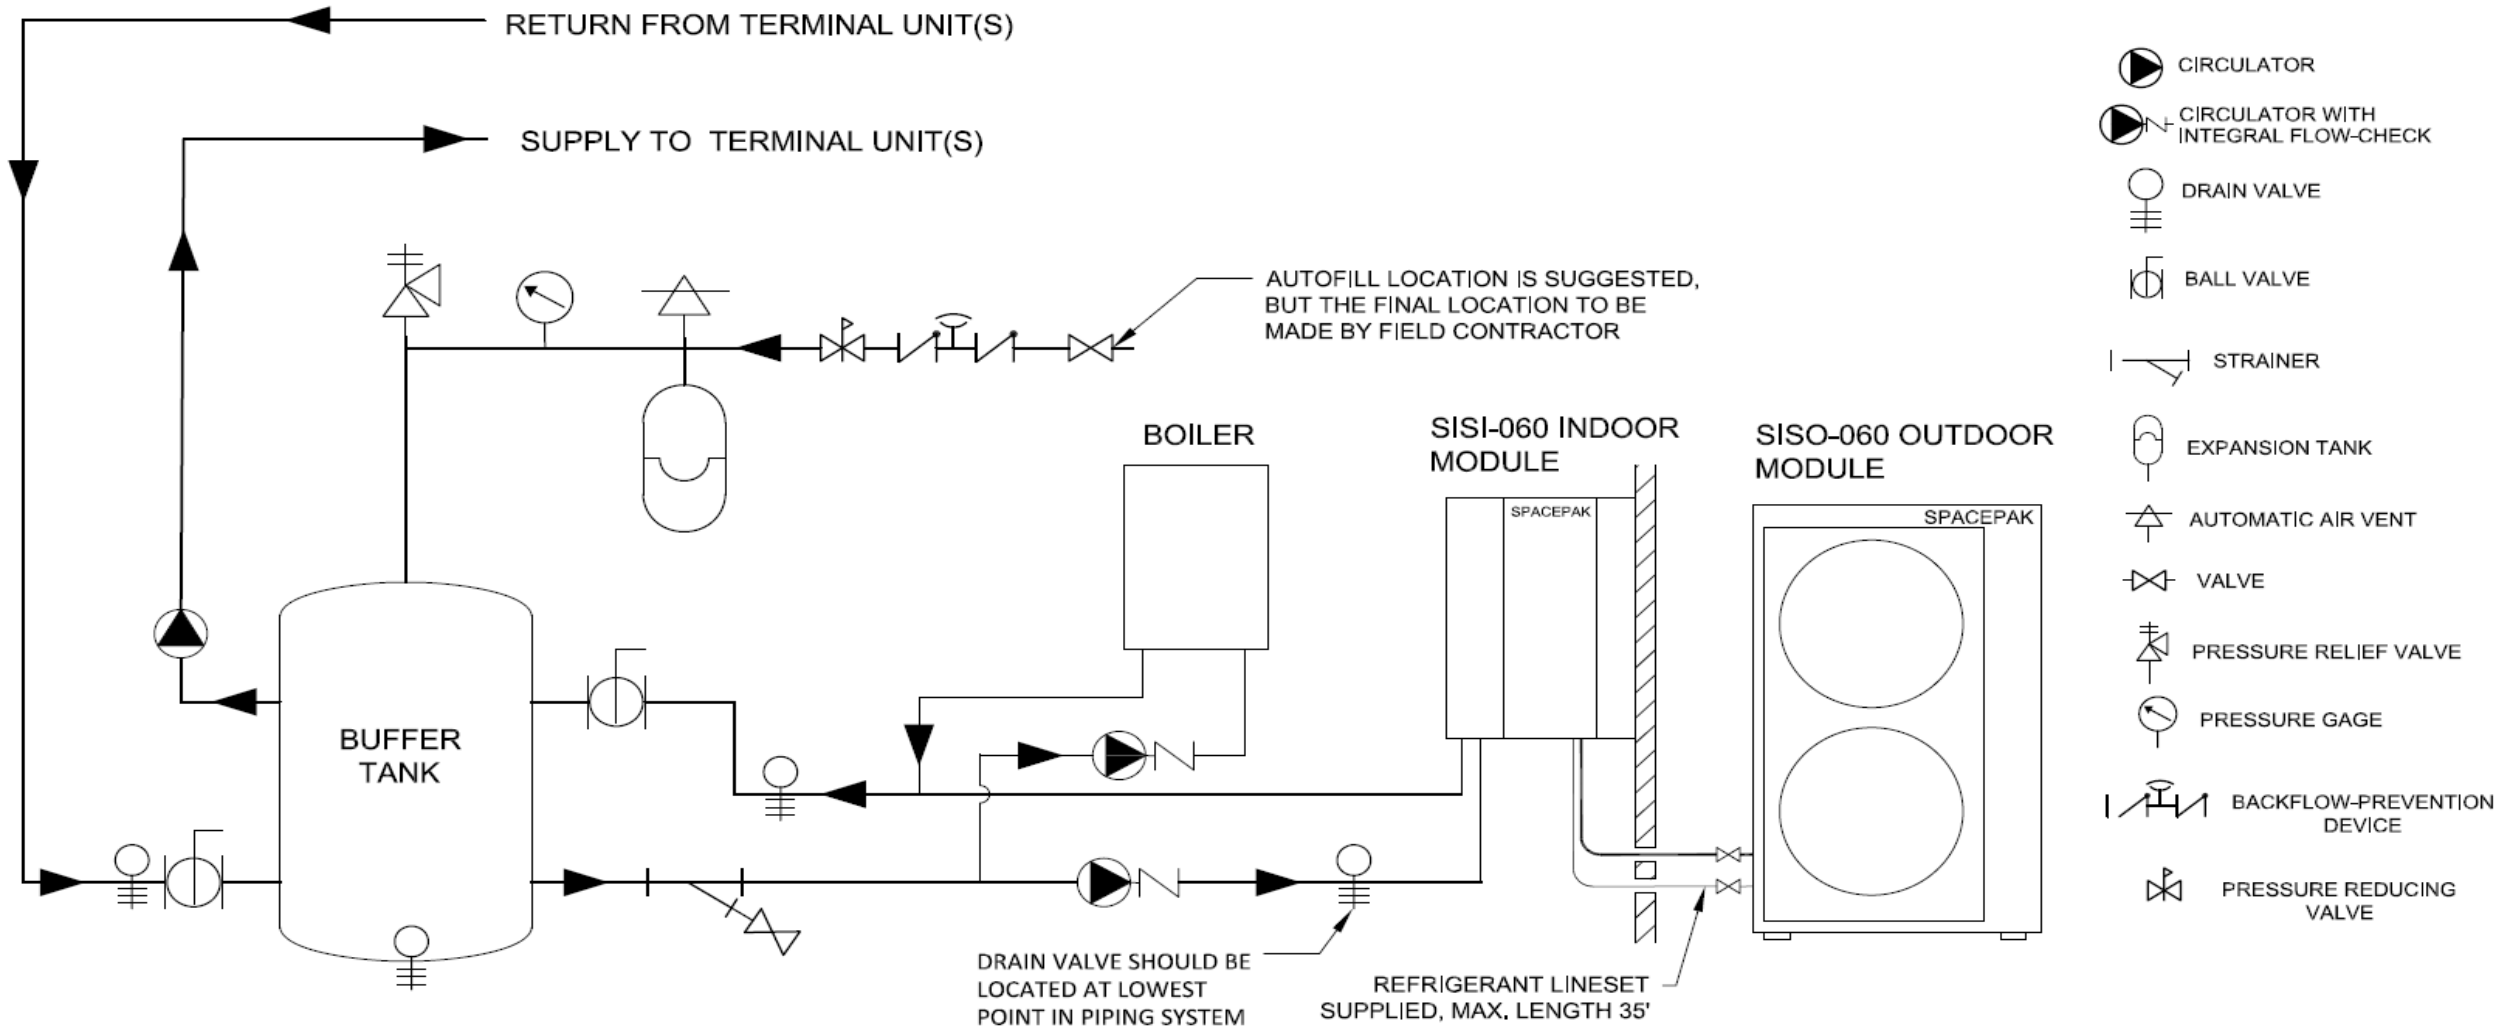 RETURN FROM TERMINAL UNIT(S)
SUPPLY TO TERMINAL UNIT(S)
AUTOFILL LOCATION IS SUGGESTED,
BUT THE FINAL LOCATION TO BE
MADE BY FIELD CONTRACTOR
BOILER
SISI-060 INDOOR
MODULE
SPACEPAK
SISO-060 OUTDOOR
MODULE
SPACEPAK
BUFFER
TANK
DRAIN VALVE SHOULD BE
LOCATED AT LOWEST
POINT IN PIPING SYSTEM
REFRIGERANT LINESET
SUPPLIED, MAX. LENGTH 35'
CIRCULATOR
CIRCULATOR WITH
INTEGRAL FLOW-CHECK
DRAIN VALVE
BALL VALVE
STRAINER
EXPANSION TANK
AUTOMATIC AIR VENT
VALVE
PRESSURE RELIEF VALVE
PRESSURE GAGE
BACKFLOW-PREVENTION
DEVICE
PRESSURE REDUCING
VALVE